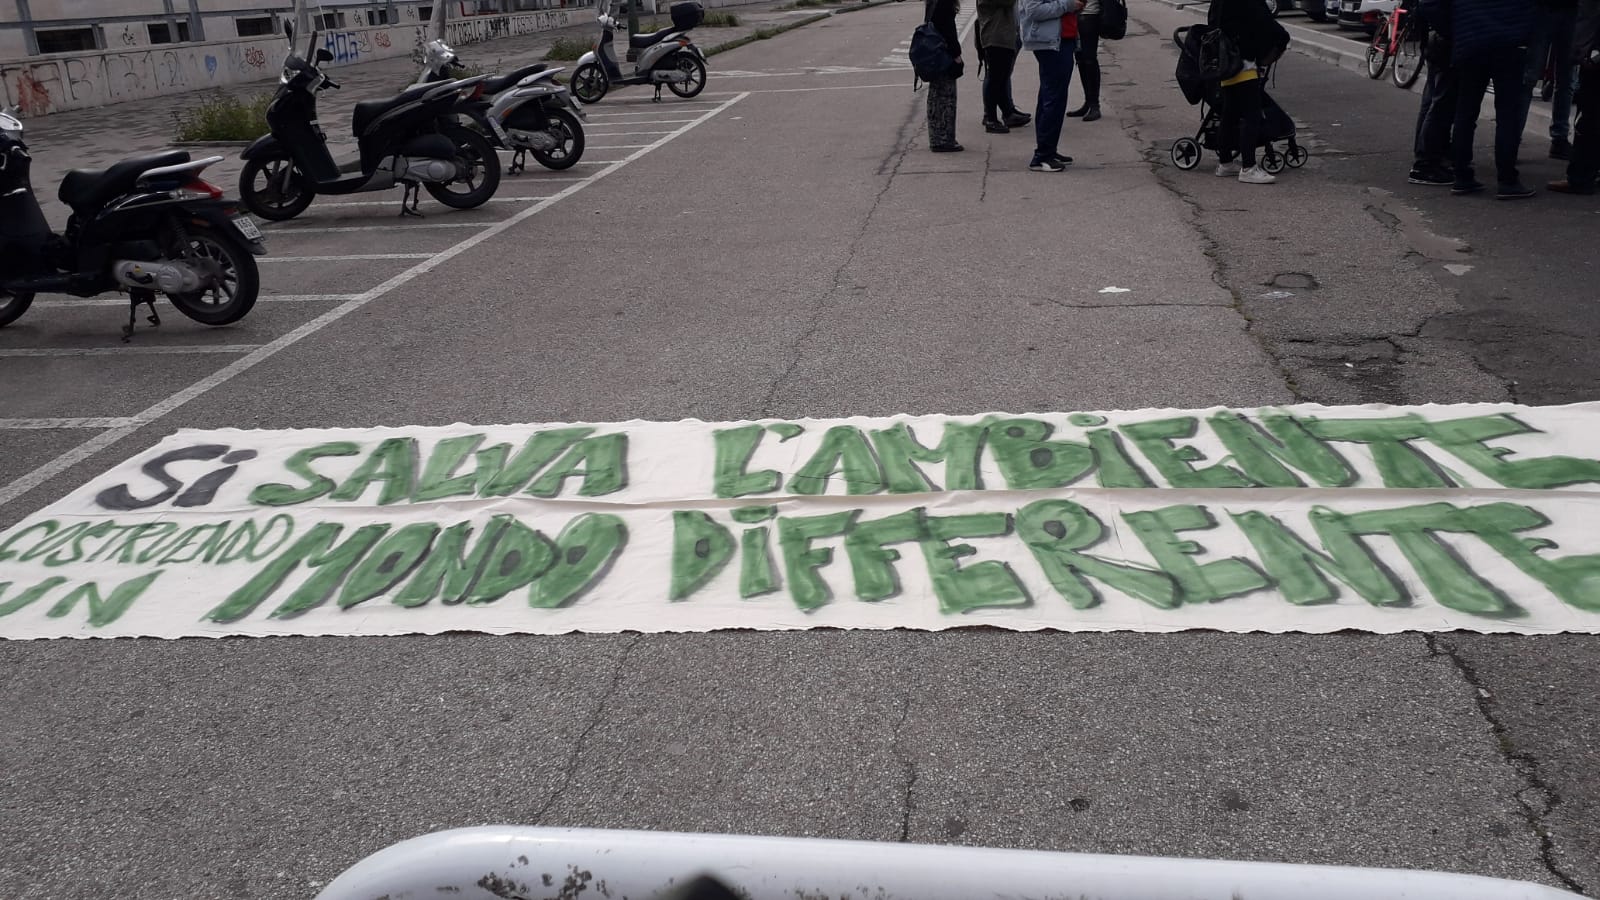 Si SALVA L'AMBiENTE
COSTRUENDO
UN MONDO DiFFERENTE